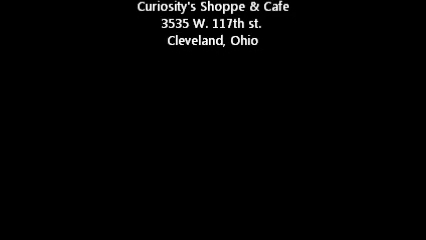 Curiosity's Shoppe & Cafe
3535 W. 117th st.
Cleveland, Ohio